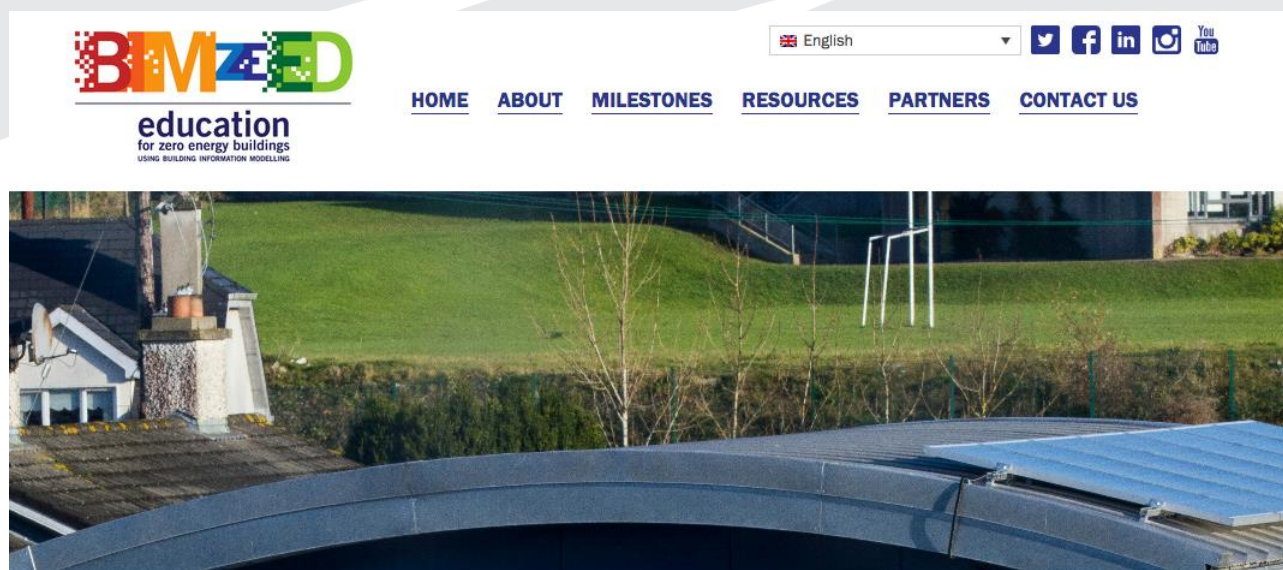 BIMzeED
education
for zero energy buildings
USING BUILDING INFORMATION MODELLING
English
You
Tube
HOME ABOUT MILESTONES RESOURCES PARTNERS CONTACT US